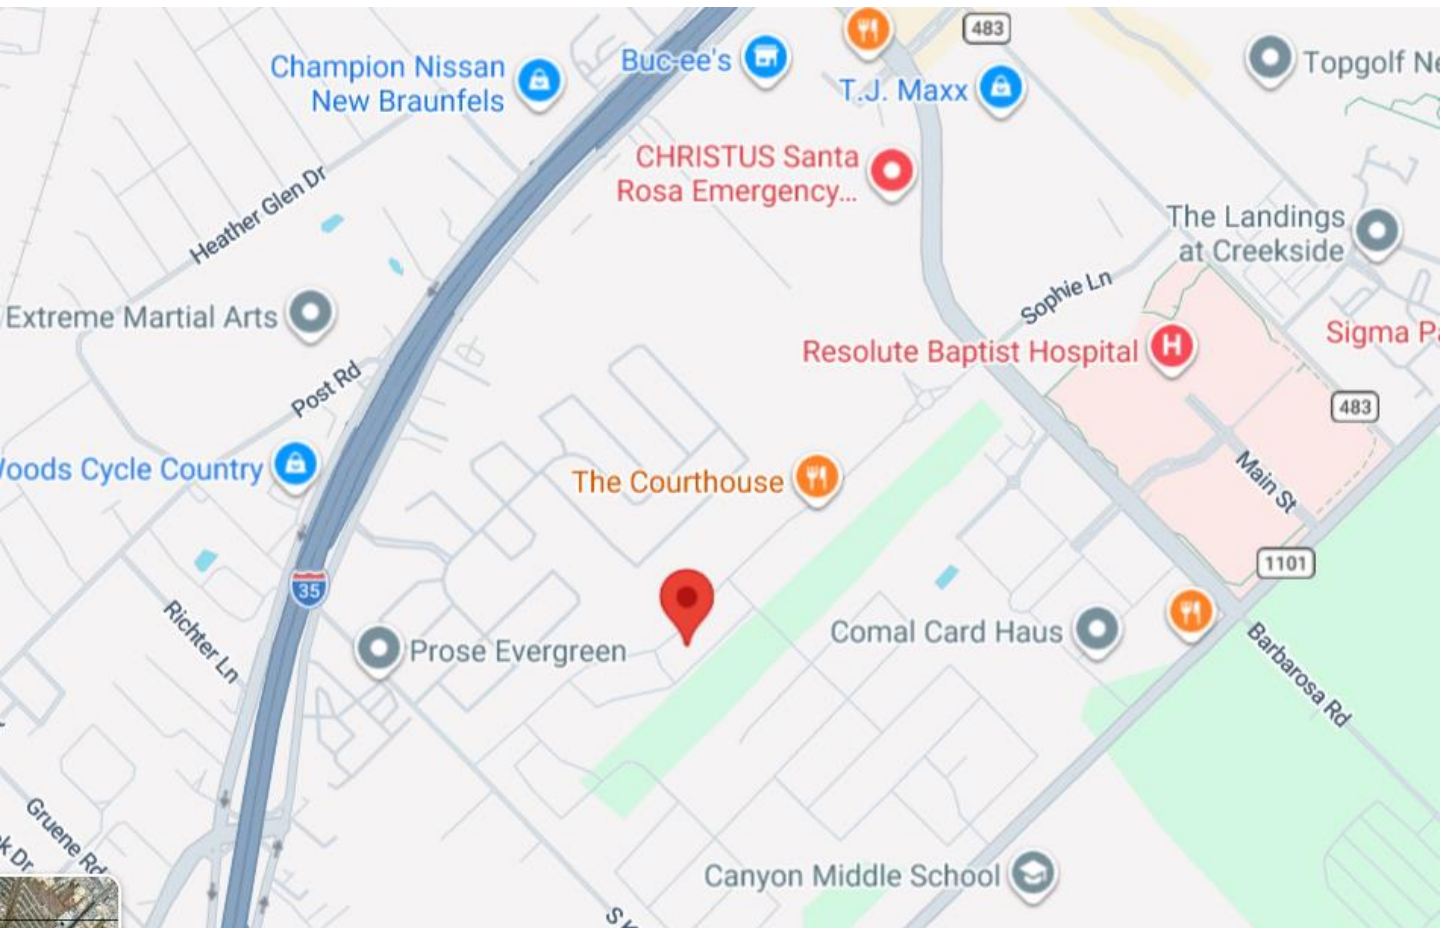 483
Champion Nissan
New Braunfels
Buc-ee's
T.J. Maxx
Topgolf Ne
CHRISTUS Santa
Rosa Emergency...
Heather Glen Dr
The Landings
at Creekside
Sophie Ln
Extreme Martial Arts
Resolute Baptist Hospital
H
Sigma Pa
Post Rd
483
oods Cycle Country
The Courthouse
Main St
35
1101
Richter Ln
Prose Evergreen
Comal Card Haus
Barbarosa Rd
Gruene Rd
k Dr
Canyon Middle School
S K